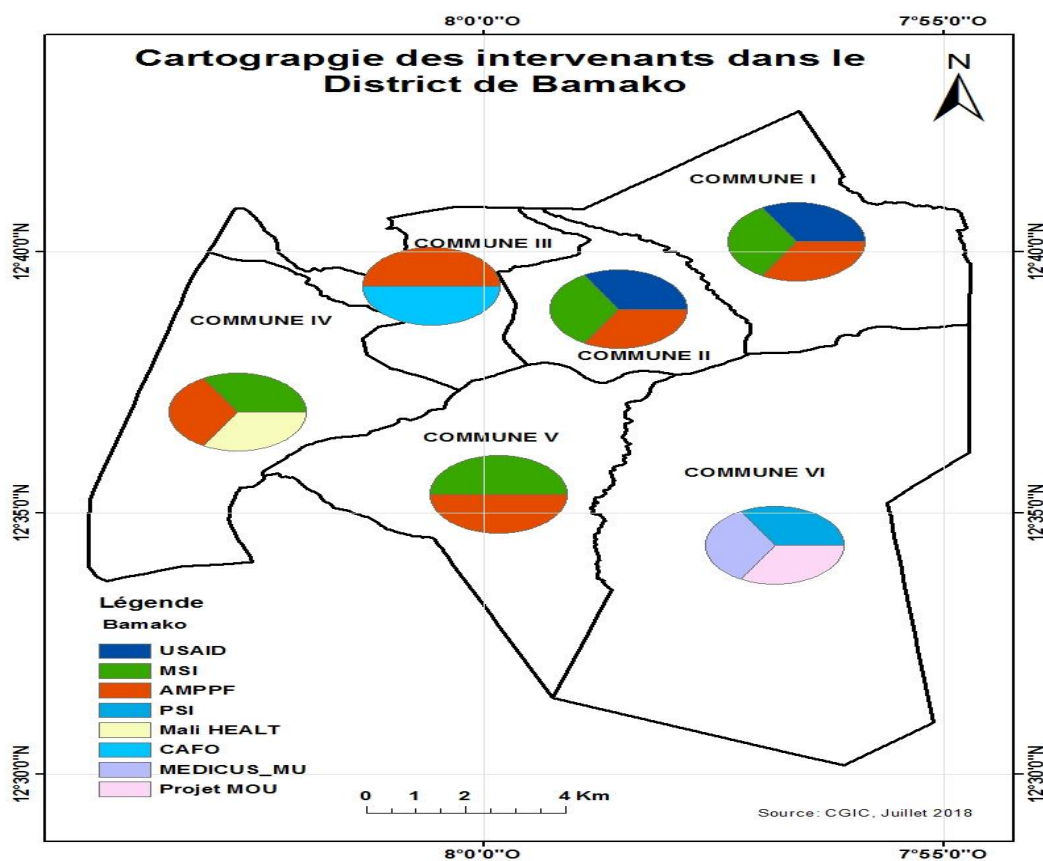 8°0'0"O
7°55'0"O
Cartograpgie des intervenants dans le
District de Bamako
N
COMMUNE I
COMMUNE III
12°40'0"N
12°40'0"N
COMMUNE IV
COMMUNE II
COMMUNE V
COMMUNE VI
12°35'0"N
12°35'0"N
Légende
Bamako
USAID
MSI
AMPPF
PSI
Mali HEALT
CAFO
MEDICUS_MU
Projet MOU
12°30'0"N
12°30'0"N
0 1 2 4 Km
Source: CGIC, Juillet 2018
8°0'0"O
7°55'0"O